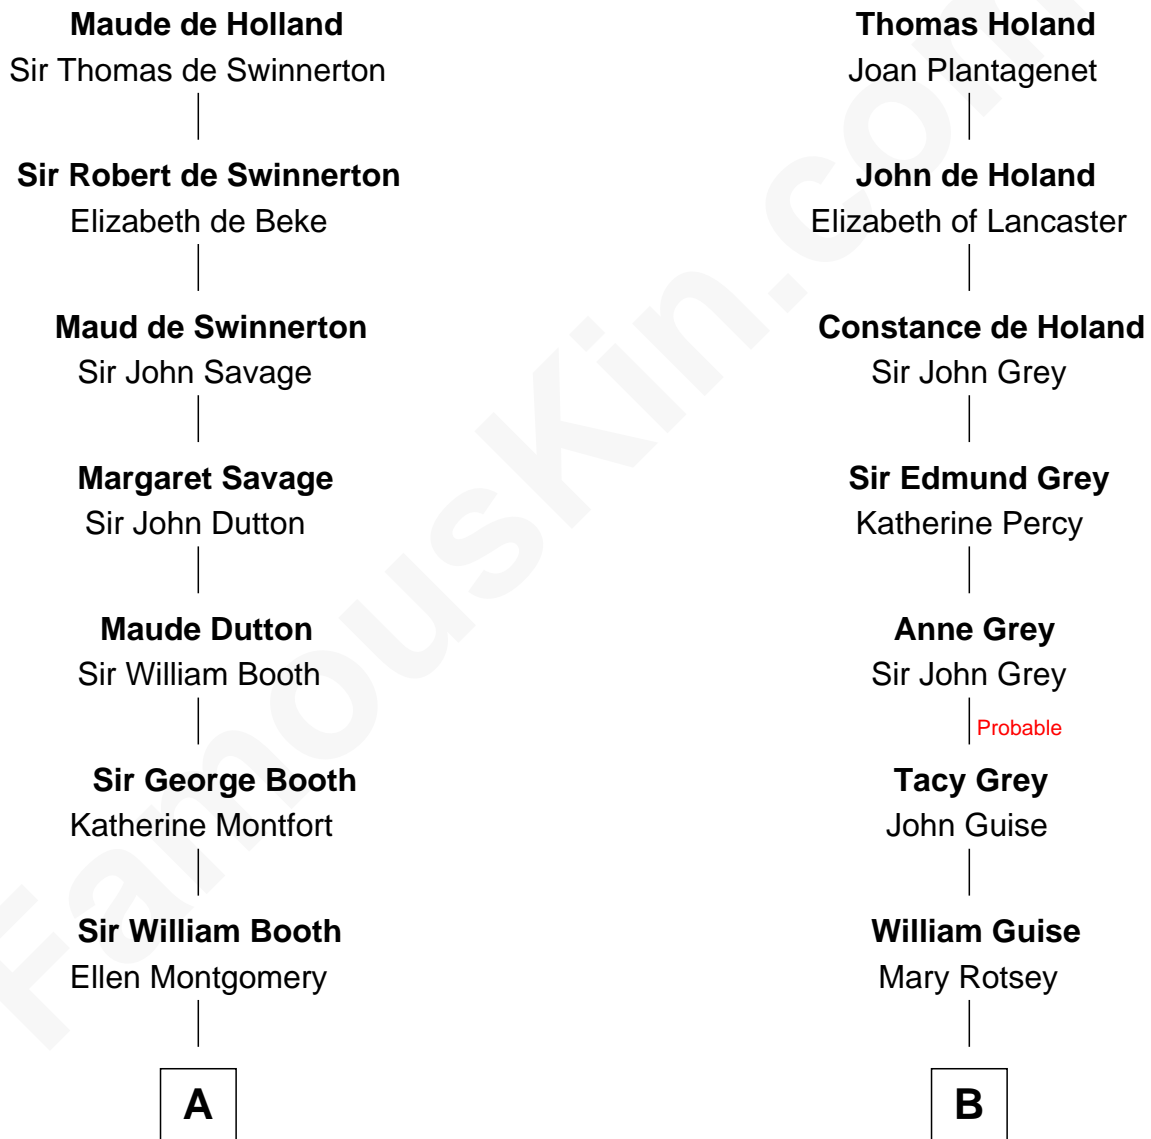 Maude de Holland
Sir Thomas de Swinnerton
Sir Robert de Swinnerton
Elizabeth de Beke
Maud de Swinnerton
Sir John Savage
Margaret Savage
Sir John Dutton
Maude Dutton
Sir William Booth
Sir George Booth
Katherine Montfort
Sir William Booth
Ellen Montgomery
A
Thomas Holand
Joan Plantagenet
John de Holand
Elizabeth of Lancaster
Constance de Holand
Sir John Grey
Sir Edmund Grey
Katherine Percy
Anne Grey
Sir John Grey
Probable
Tacy Grey
John Guise
William Guise
Mary Rotsey
B
FamousKin.com